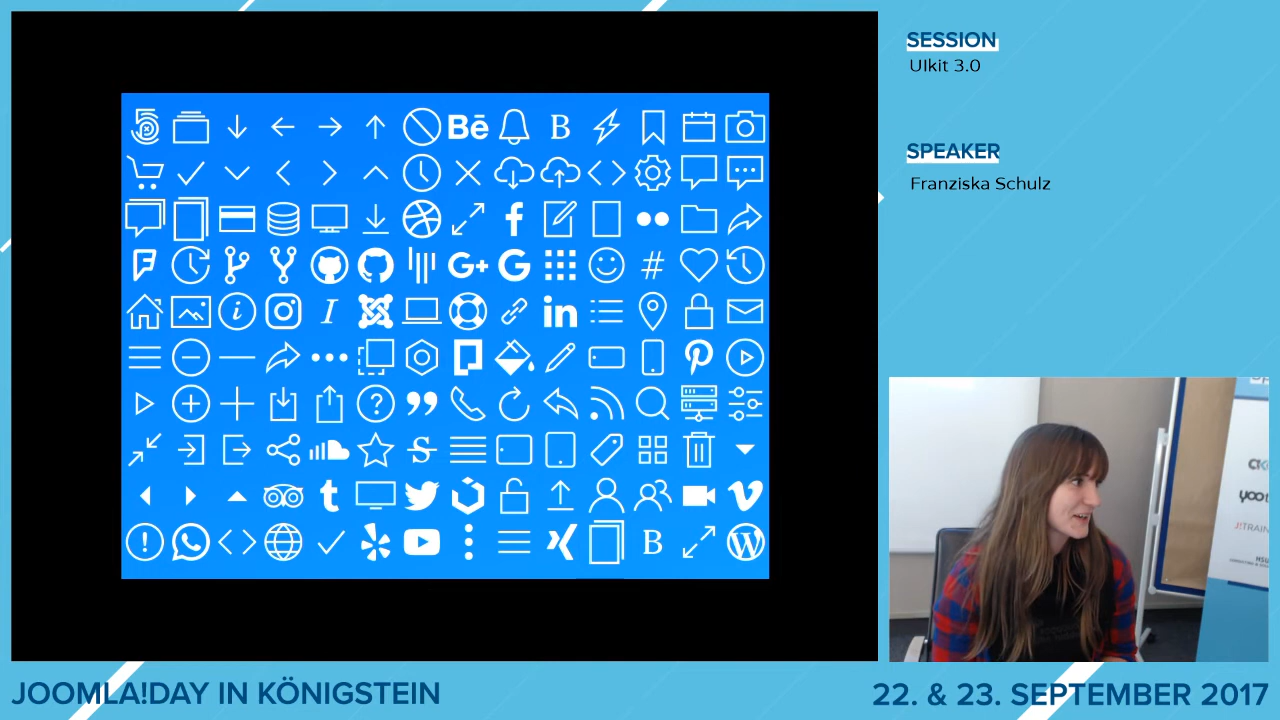 SESSION
UIkit 3.0
SPEAKER
Franziska Schulz
JOOMLA!DAY IN KÖNIGSTEIN
22. & 23. SEPTEMBER 2017